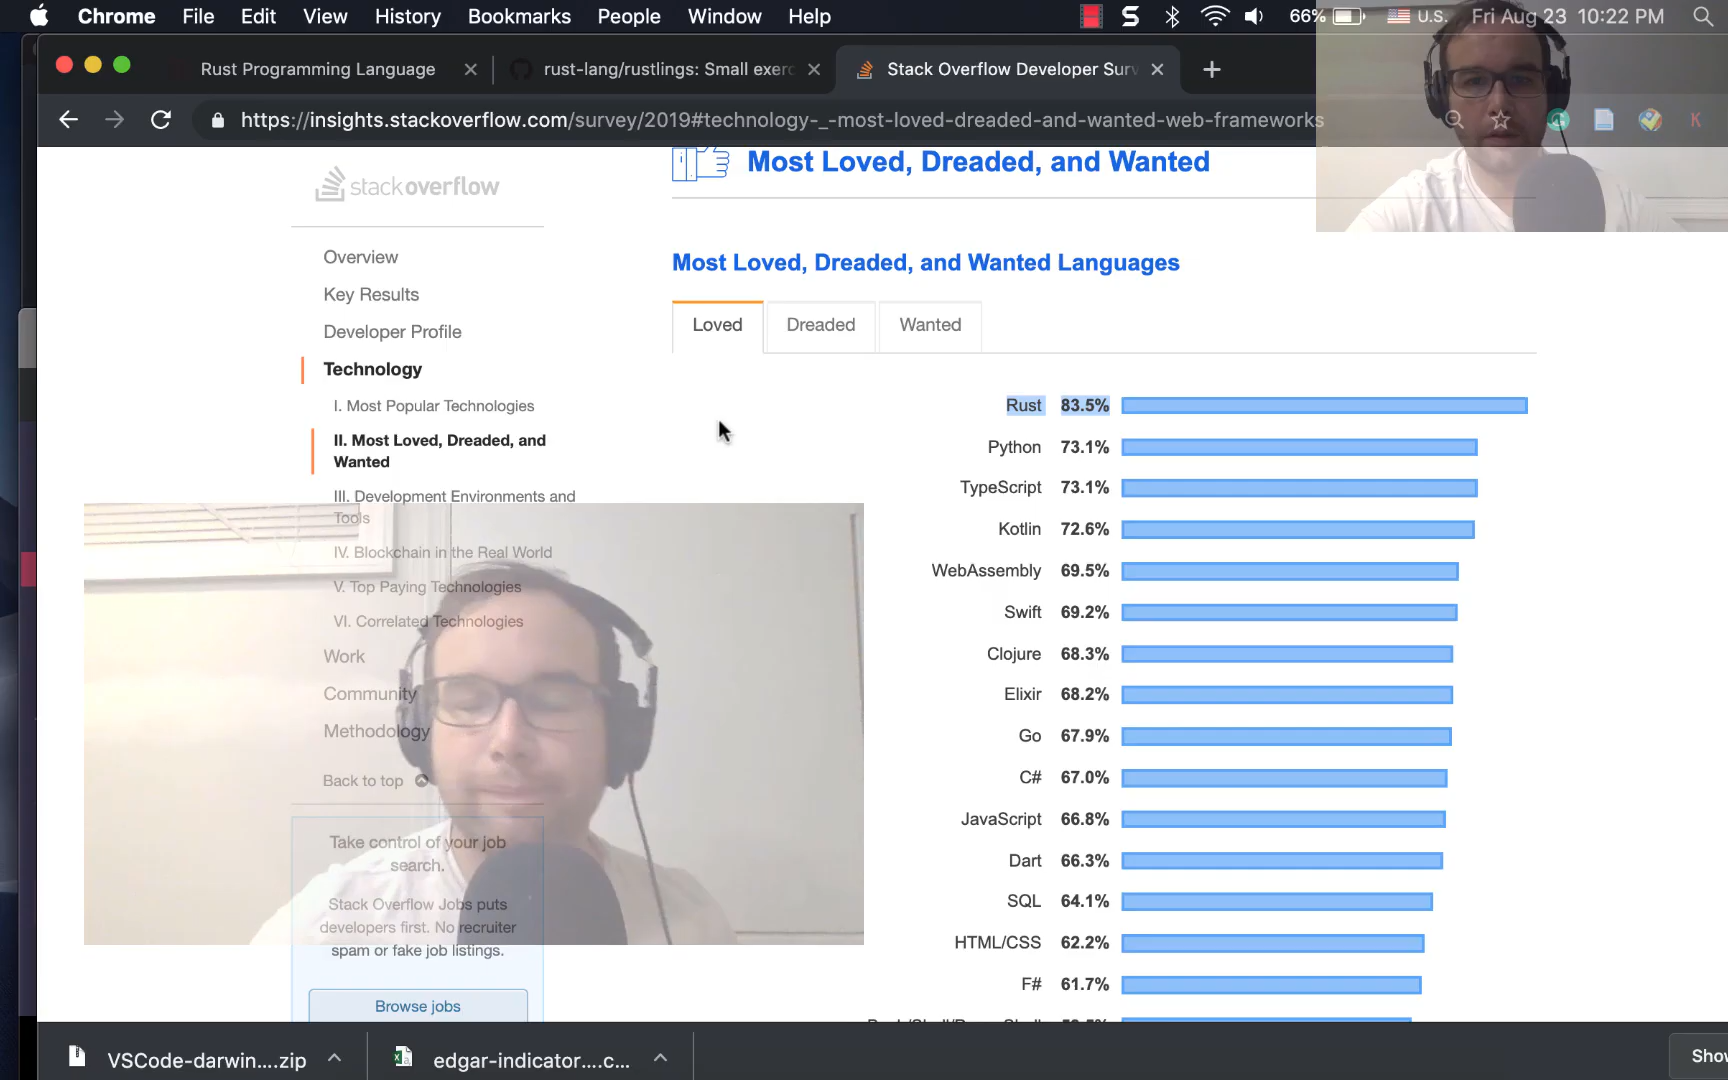 Chrome File Edit View History Bookmarks People Window Help S 66% U.S. Fri Aug 23 10:22 PM
Rust Programming Language
rust-lang/rustlings: Small exerc
Stack Overflow Developer Surv
https://insights.stackoverflow.com/survey/2019#technology-_-most-loved-dreaded-and-wanted-web-frameworks
K
stackoverflow
Overview
Key Results
Developer Profile
Technology
I. Most Popular Technologies
II. Most Loved, Dreaded, and
Wanted
III. Development Environments and
Tools
IV. Blockchain in the Real World
V. Top Paying Technologies
VI. Correlated Technologies
Work
Community
Methodology
Back to top
Take control of your job
search.
Stack Overflow Jobs puts
developers first. No recruiter
spam or fake job listings.
Browse jobs
Most Loved, Dreaded, and Wanted
Most Loved, Dreaded, and Wanted Languages
Loved Dreaded Wanted
Rust 83.5%
Python 73.1%
TypeScript 73.1%
Kotlin 72.6%
WebAssembly 69.5%
Swift 69.2%
Clojure 68.3%
Elixir 68.2%
Go 67.9%
C# 67.0%
JavaScript 66.8%
Dart 66.3%
SQL 64.1%
HTML/CSS 62.2%
F# 61.7%
VSCode-darwin....zip
edgar-indicator....c...
Sho